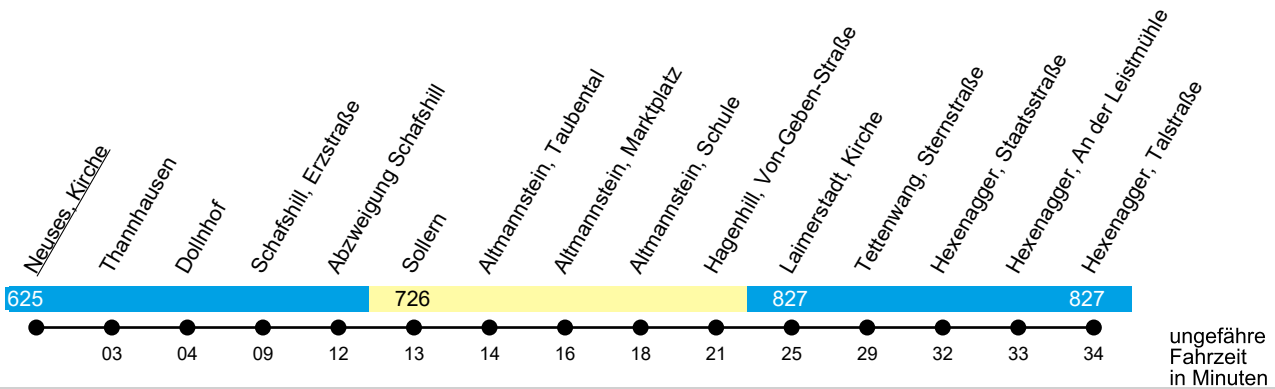 Neuses, Kirche
Thannhausen
Dollnhof
Schafshill, Erzstraße
Abzweigung Schafshill
Sollern
Altmannstein, Taubental
Altmannstein, Marktplatz
Altmannstein, Schule
Hagenhill, Von-Geben-Straße
Laimerstadt, Kirche
Tettenwang, Sternstraße
Hexenagger, Staatsstraße
Hexenagger, An der Leistmühle
Hexenagger, Talstraße
625 726 827 827
03 04 09 12 13 14 16 18 21 25 29 32 33 34
ungefähre
Fahrzeit
in Minuten